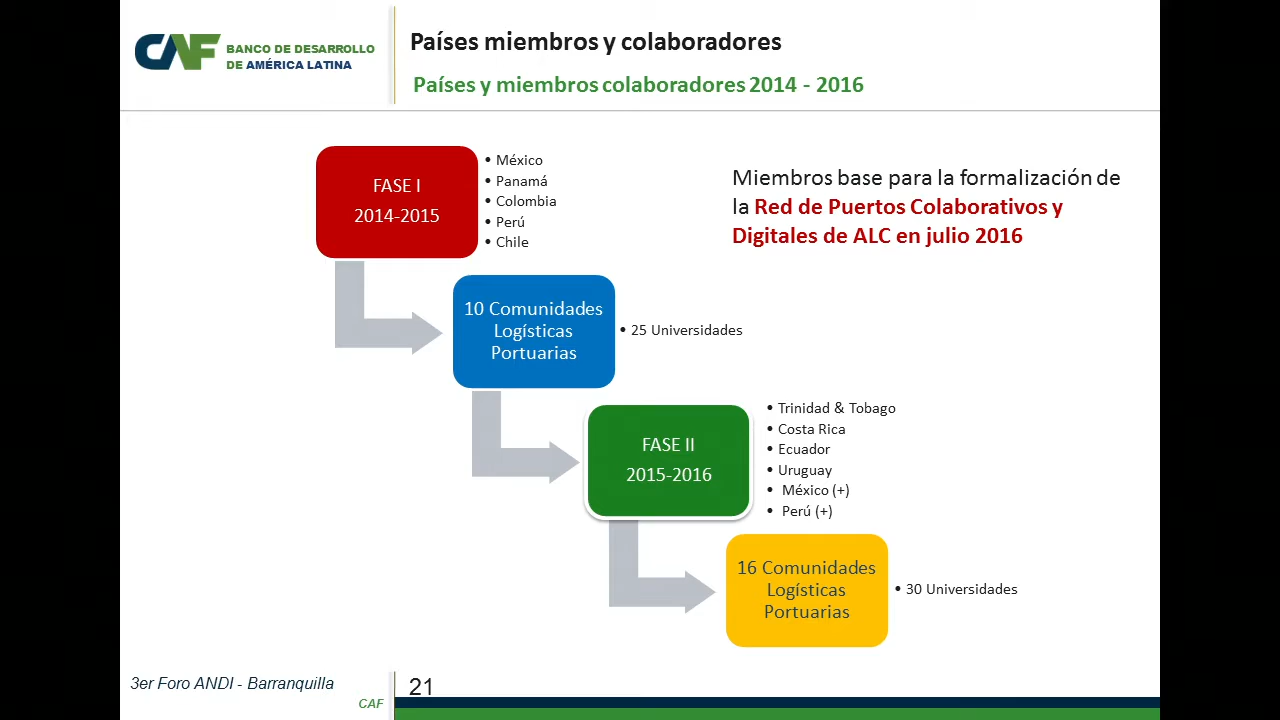 CAF
BANCO DE DESARROLLO
DE AMÉRICA LATINA
Países miembros y colaboradores
Países y miembros colaboradores 2014 - 2016
FASE I
2014-2015
• México
• Panamá
• Colombia
• Perú
• Chile
Miembros base para la formalización de
la Red de Puertos Colaborativos y
Digitales de ALC en julio 2016
10 Comunidades
Logísticas
Portuarias
• 25 Universidades
FASE II
2015-2016
• Trinidad & Tobago
• Costa Rica
• Ecuador
• Uruguay
• México (+)
• Perú (+)
16 Comunidades
Logísticas
Portuarias
• 30 Universidades
3er Foro ANDI - Barranquilla
CAF
21